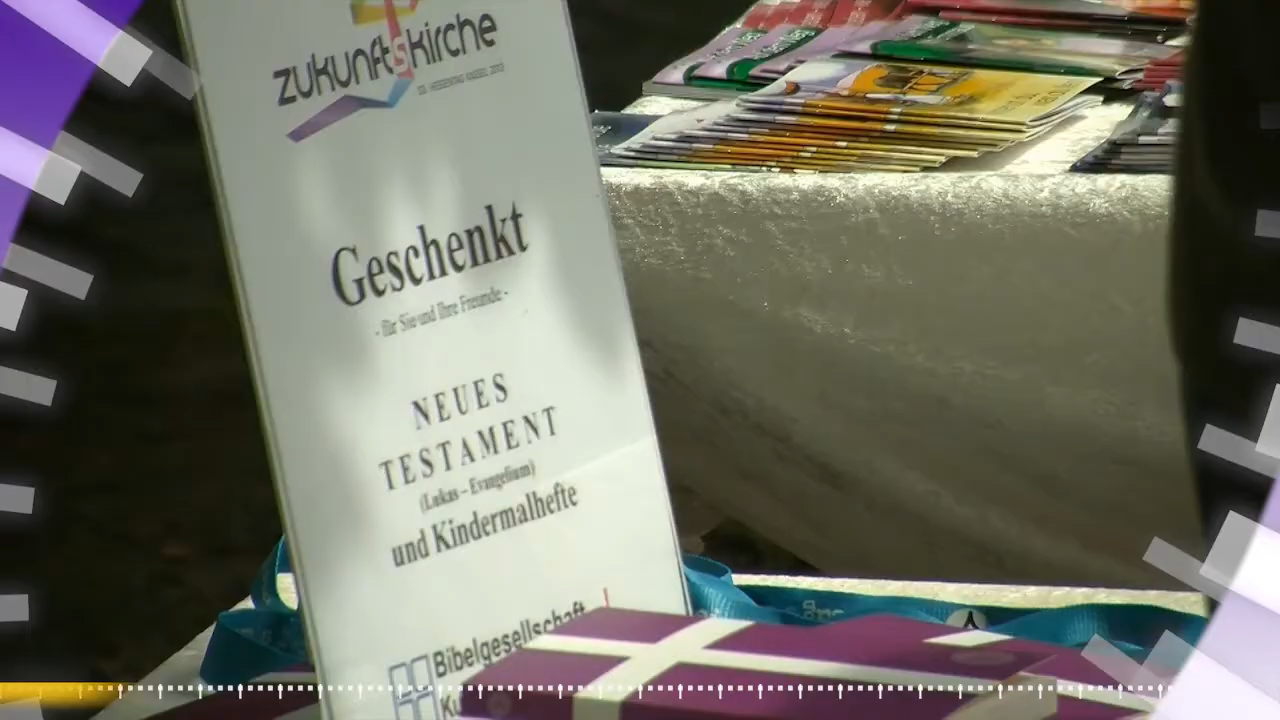 zukunftskirche
Geschenkt
- für Sie und Ihre Freunde -
NEUES
TESTAMENT
(Lukas – Evangelium)
und Kindermalhefte
Bibelgesellschaft